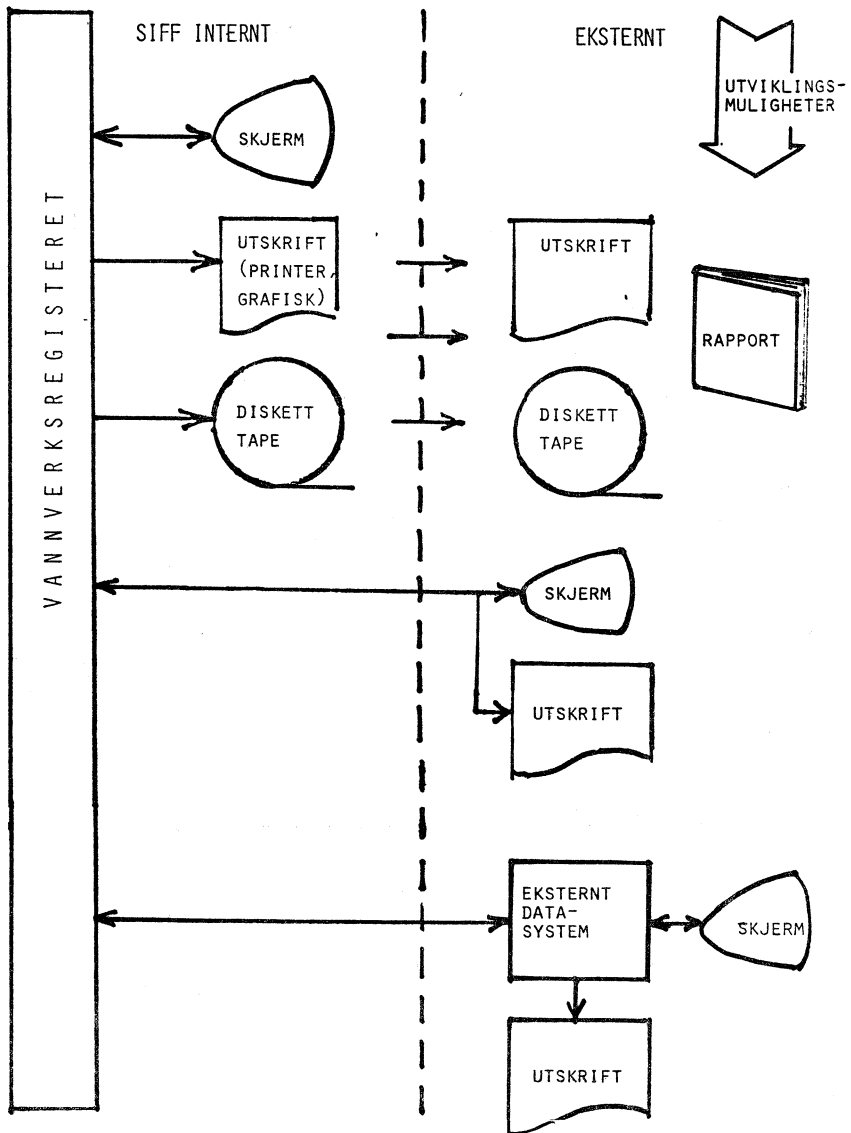 SIFF INTERNT
EKSTERNT
UTVIKLINGS-
MULIGHETER
SKJERM
VANNVERKSREGISTERET
UTSKRIFT
(PRINTER,
GRAFISK)
UTSKRIFT
RAPPORT
DISKETT
TAPE
DISKETT
TAPE
SKJERM
UTSKRIFT
EKSTERNT
DATA-
SYSTEM
SKJERM
UTSKRIFT